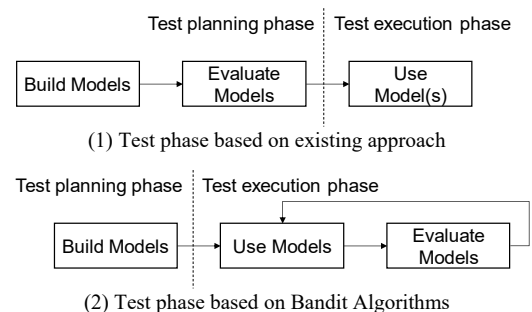 Test planning phase Test execution phase
Build Models
Evaluate
Models
Use
Model(s)
(1) Test phase based on existing approach
Test planning phase Test execution phase
Build Models
Use Models
Evaluate
Models
(2) Test phase based on Bandit Algorithms